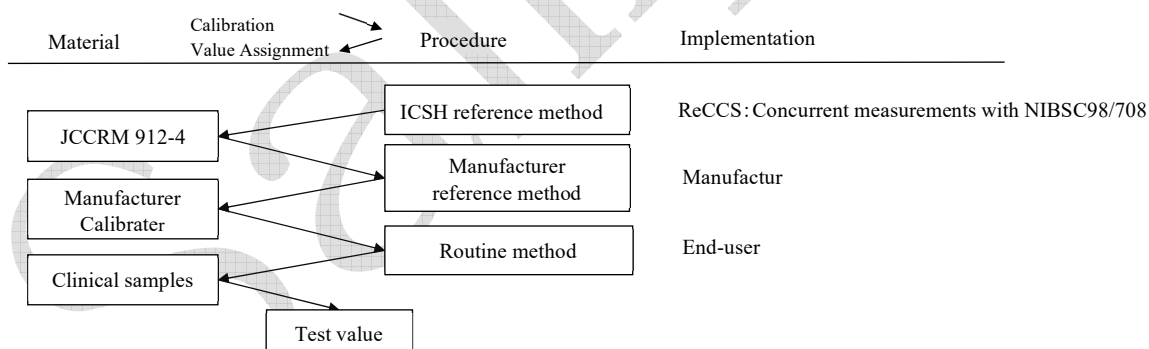 Calibration
Material
Value Assignment
Procedure
Implementation
ICSH reference method
ReCCS：Concurrent measurements with NIBSC98/708
JCCRM 912-4
Manufacturer
reference method
Manufactur
Manufacturer
Calibrater
Routine method
End-user
Clinical samples
Test value